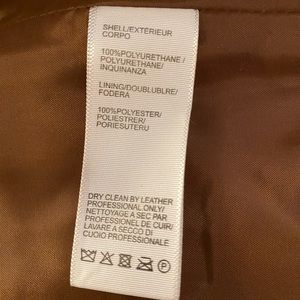 SHELL/EXTÉRIEUR
CORPO
100%POLYURETHANE /
POLYURETHANE/
INQUINANZA
LINING/DOUBLUBLRE/
FODERA
100%POLYESTER/
POLIESTRER/
PORIESUTERU
DRY CLEAN BY LEATHER
PROFESSIONAL ONLY/
NETTOYAGE A SEC PAR
PROFESSIONEL DE CUIR/
LAVARE A SECCO DI
CUOIO PROFESSIONAL
P